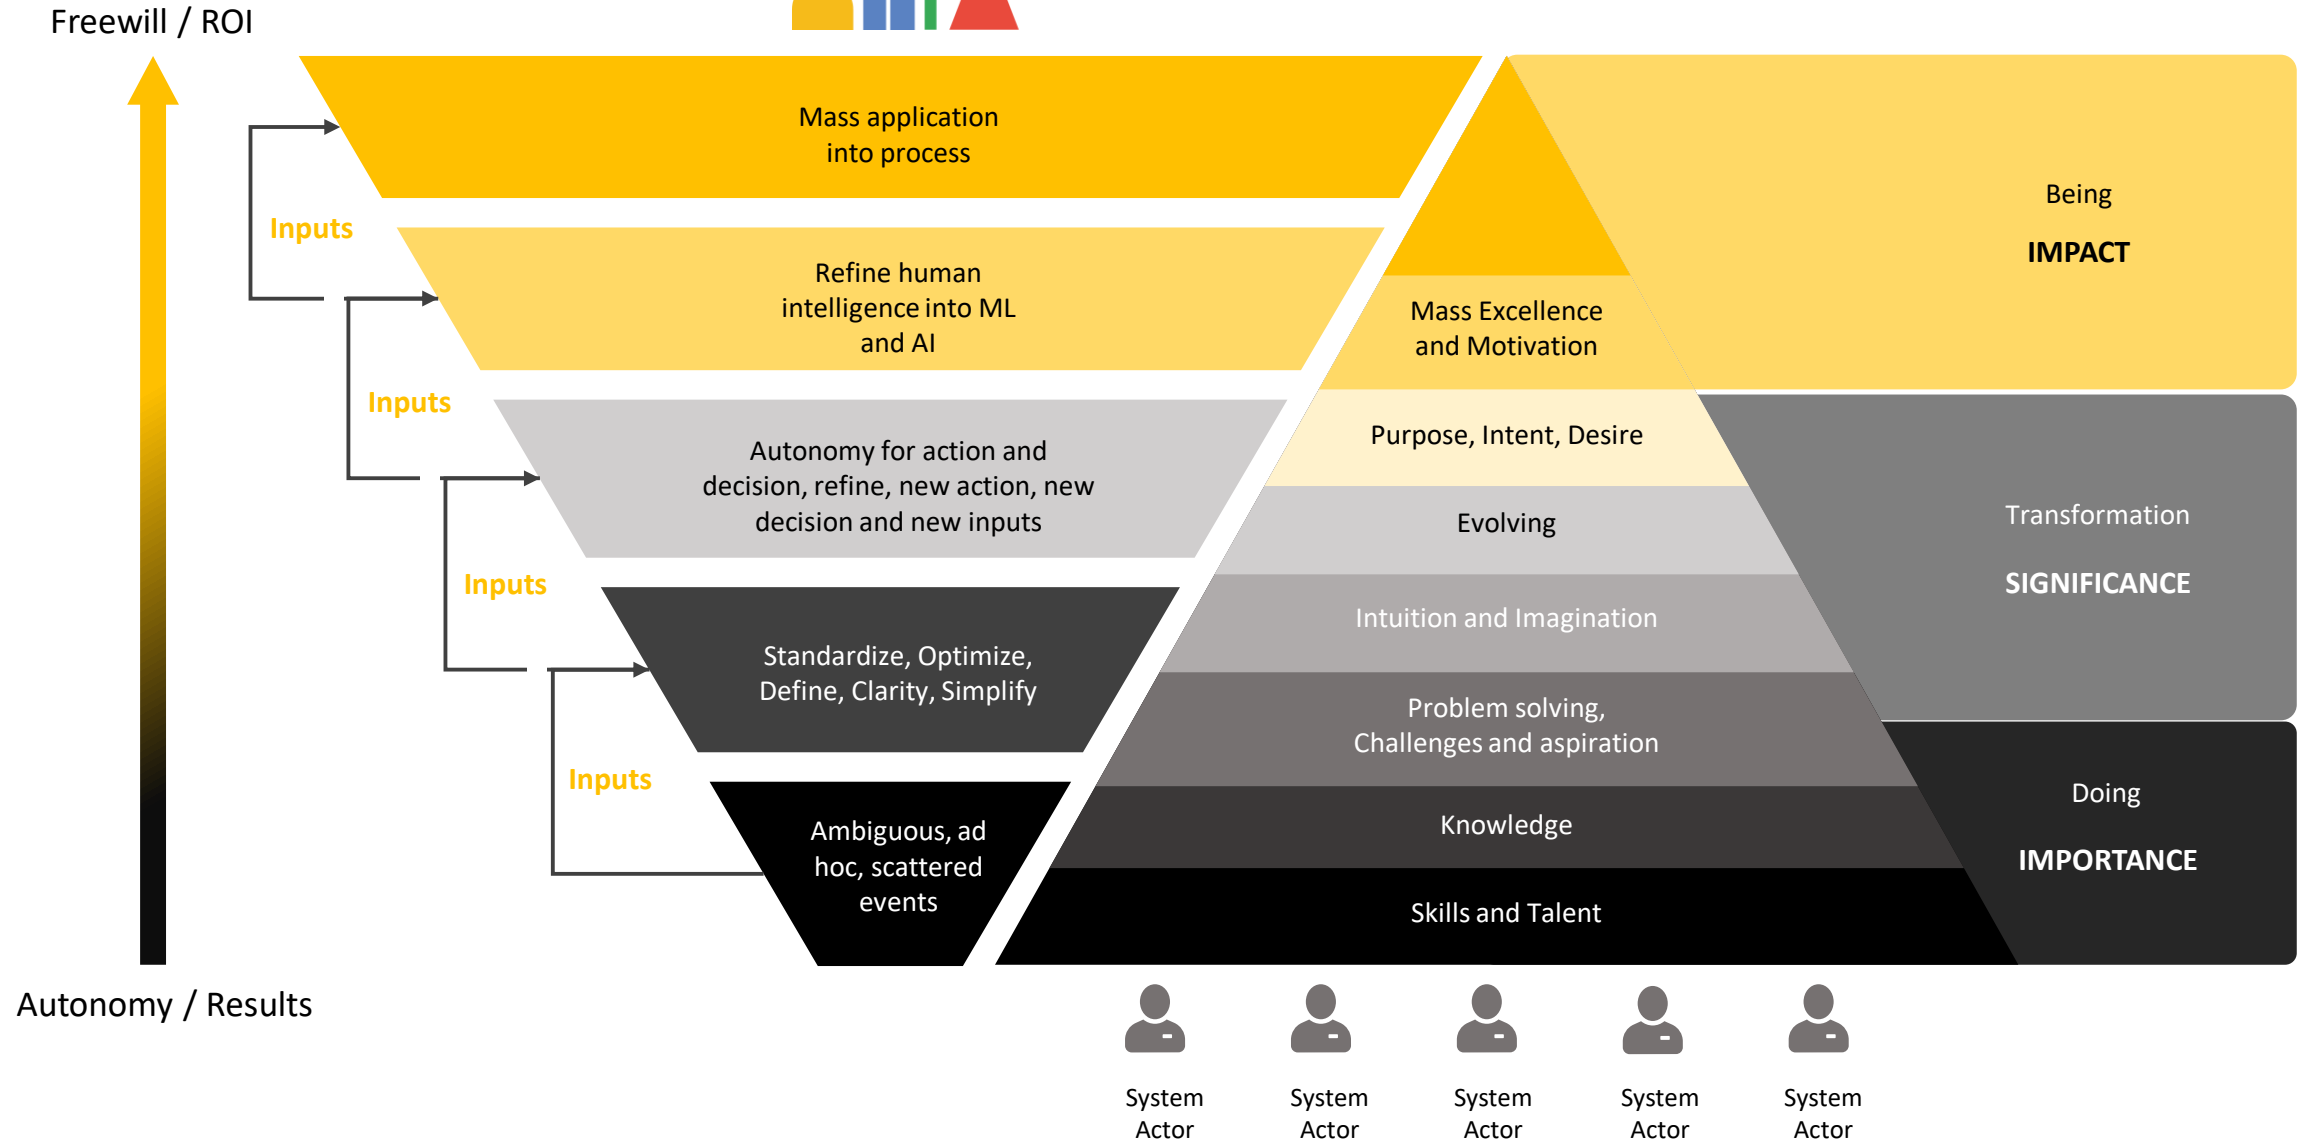 Freewill / ROI
Mass application
into process
Inputs
Refine human
intelligence into ML
and AI
Inputs
Autonomy for action and
decision, refine, new action, new
decision and new inputs
Inputs
Standardize, Optimize,
Define, Clarity, Simplify
Inputs
Ambiguous, ad
hoc, scattered
events
Autonomy / Results
Mass Excellence
and Motivation
Purpose, Intent, Desire
Evolving
Intuition and Imagination
Problem solving,
Challenges and aspiration
Knowledge
Skills and Talent
Being
IMPACT
Transformation
SIGNIFICANCE
Doing
IMPORTANCE
System
Actor
System
Actor
System
Actor
System
Actor
System
Actor